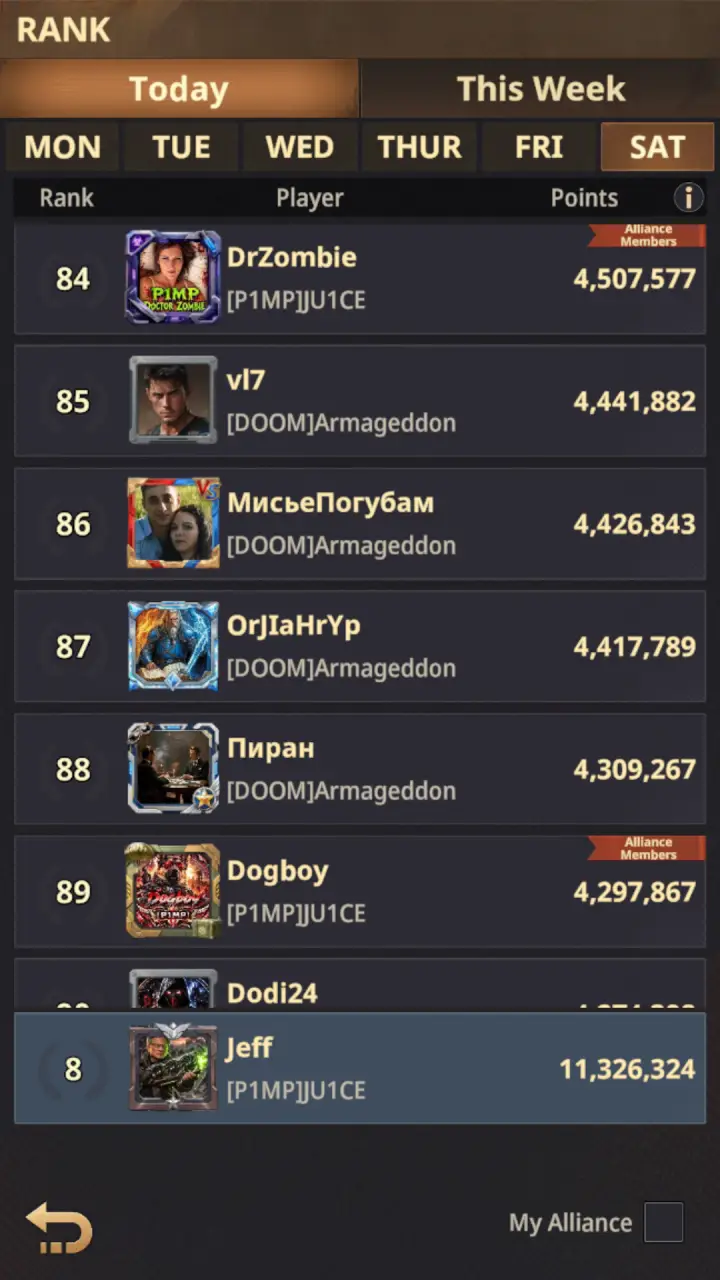 RANK
Today
This Week
MON
TUE
WED
THUR
FRI
SAT
Rank
Player
Points
i
84
P1MP
DOCTOR ZOMBIE
DrZombie
[P1MP]JU1CE
Alliance
Members
4,507,577
85
vl7
[DOOM]Armageddon
4,441,882
86
VS
МисьеПогубам
[DOOM]Armageddon
4,426,843
87
OrJIaHrYp
[DOOM]Armageddon
4,417,789
88
Пиран
[DOOM]Armageddon
4,309,267
89
Dogboy
[P1MP]
Dogboy
[P1MP]JU1CE
Alliance
Members
4,297,867
Dodi24
8
Jeff
[P1MP]JU1CE
11,326,324
My Alliance